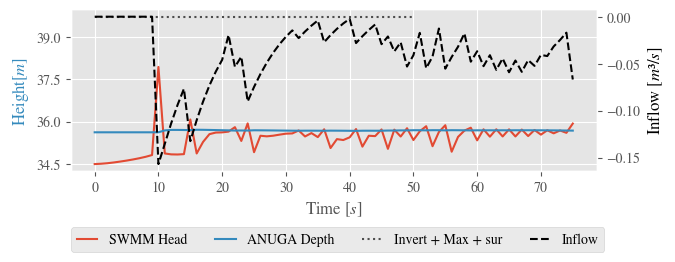 39.0
37.5
36.0
34.5
Height[m]
0.00
−0.05
−0.10
−0.15
Inflow [m³/s]
0 10 20 30 40 50 60 70
Time [s]
SWMM Head ANUGA Depth Invert + Max + sur Inflow